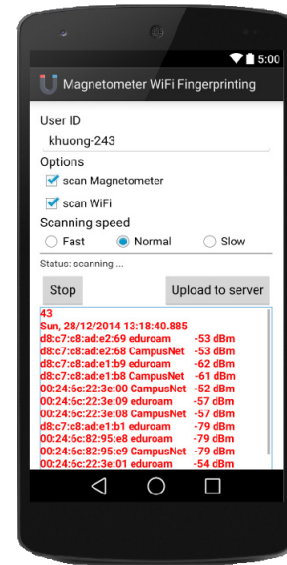 5:00
Magnetometer WiFi Fingerprinting
User ID
khuong-243
Options
scan Magnetometer
scan WiFi
Scanning speed
Fast Normal Slow
Status: scanning ...
Stop Upload to server
43
Sun, 28/12/2014 13:18:40.885
d8:c7:c8:ad:e2:69 eduroam -53 dBm
d8:c7:c8:ad:e2:68 CampusNet -53 dBm
d8:c7:c8:ad:e1:b9 eduroam -62 dBm
d8:c7:c8:ad:e1:b8 CampusNet -61 dBm
00:24:6c:22:3e:00 CampusNet -52 dBm
00:24:6c:22:3e:09 eduroam -57 dBm
00:24:6c:22:3e:08 CampusNet -57 dBm
d8:c7:c8:ad:e1:b1 eduroam -79 dBm
00:24:6c:82:95:e8 eduroam -79 dBm
00:24:6c:82:95:e9 CampusNet -79 dBm
00:24:6c:22:3e:01 eduroam -54 dBm